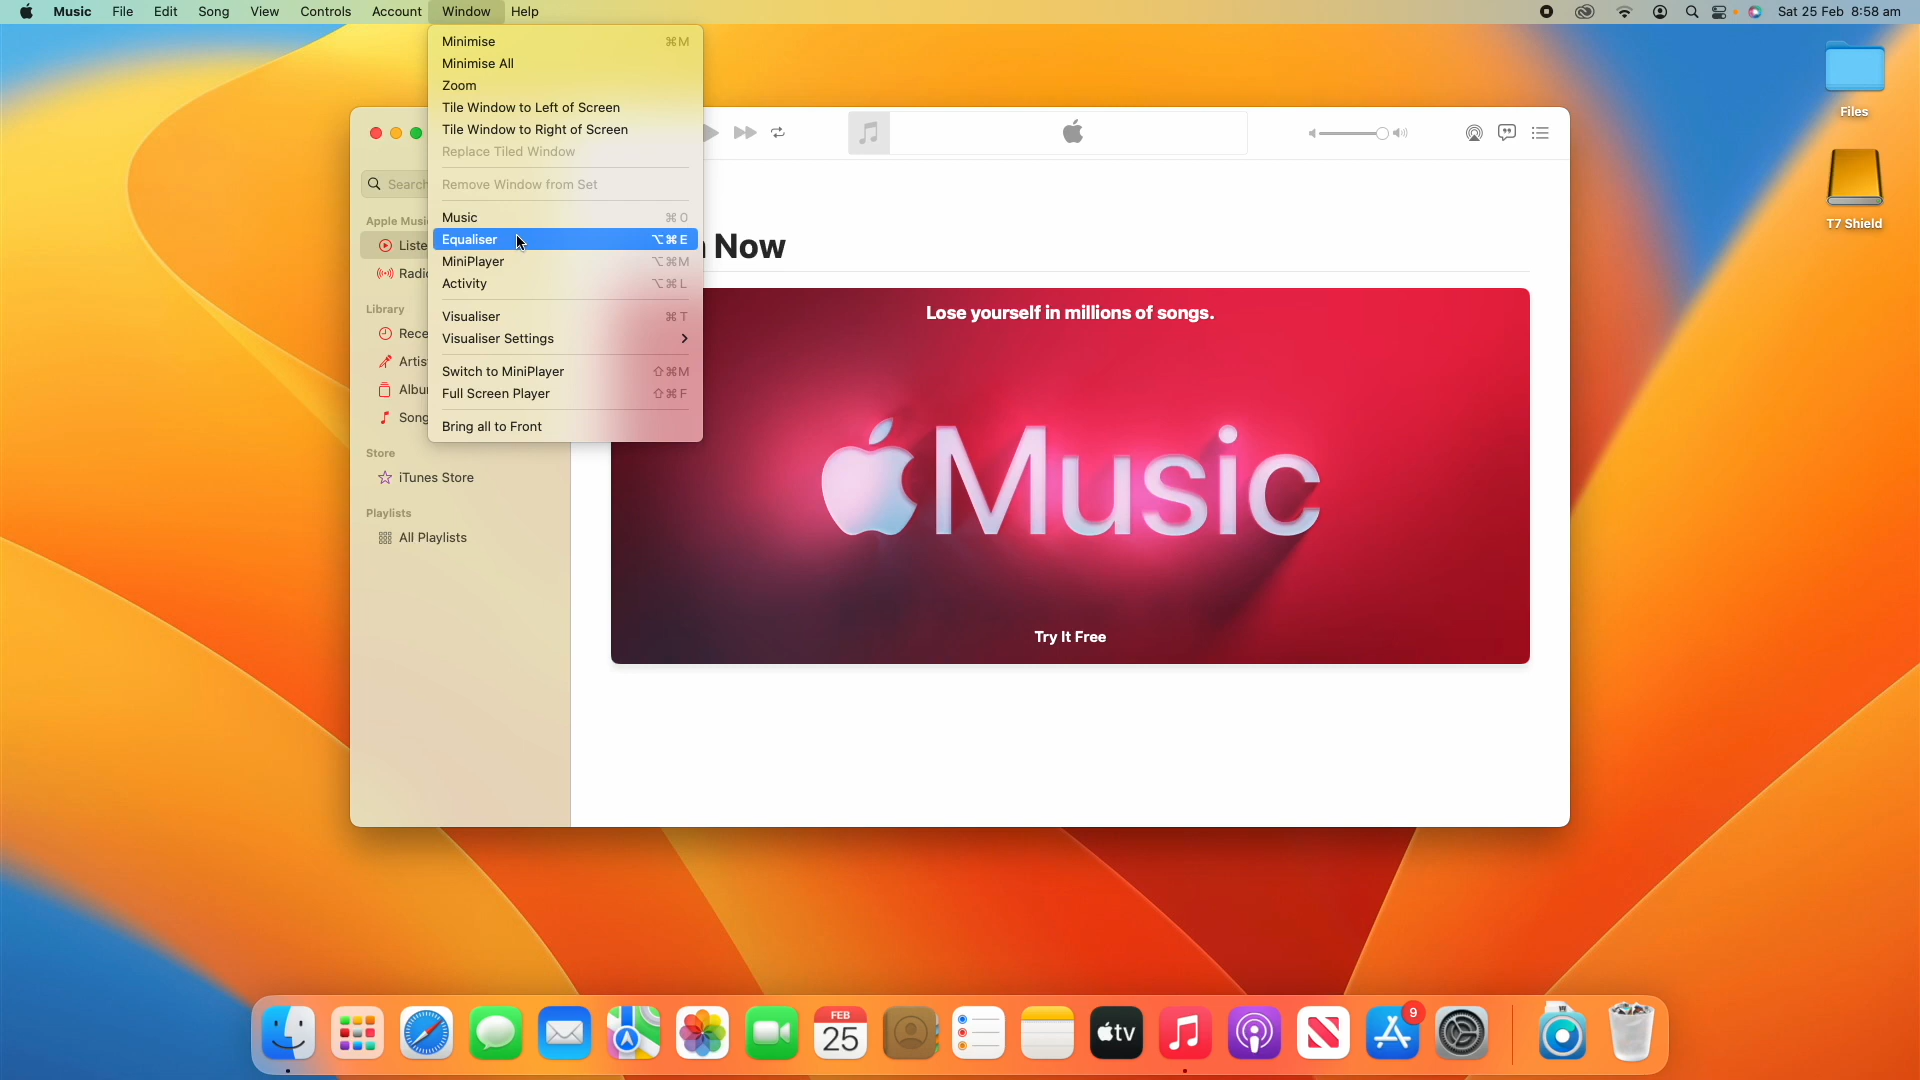 Music File Edit Song View Controls Account Window Help Sat 25 Feb 8:58 am
Minimise ⌘M
Minimise All
Zoom
Tile Window to Left of Screen
Tile Window to Right of Screen
Replace Tiled Window
Remove Window from Set
Music ⌘0
Equaliser ⌥⌘E
MiniPlayer ⌥⌘M
Activity ⌥⌘L
Visualiser ⌘T
Visualiser Settings
Switch to MiniPlayer ⇧⌘M
Full Screen Player ⇧⌘F
Bring all to Front
Search
Apple Music
Liste
Radio
Library
Rece
Artis
Albu
Song
Store
iTunes Store
Playlists
All Playlists
Now
Lose yourself in millions of songs.
Music
Try It Free
Files
T7 Shield
FEB
25
tv
9